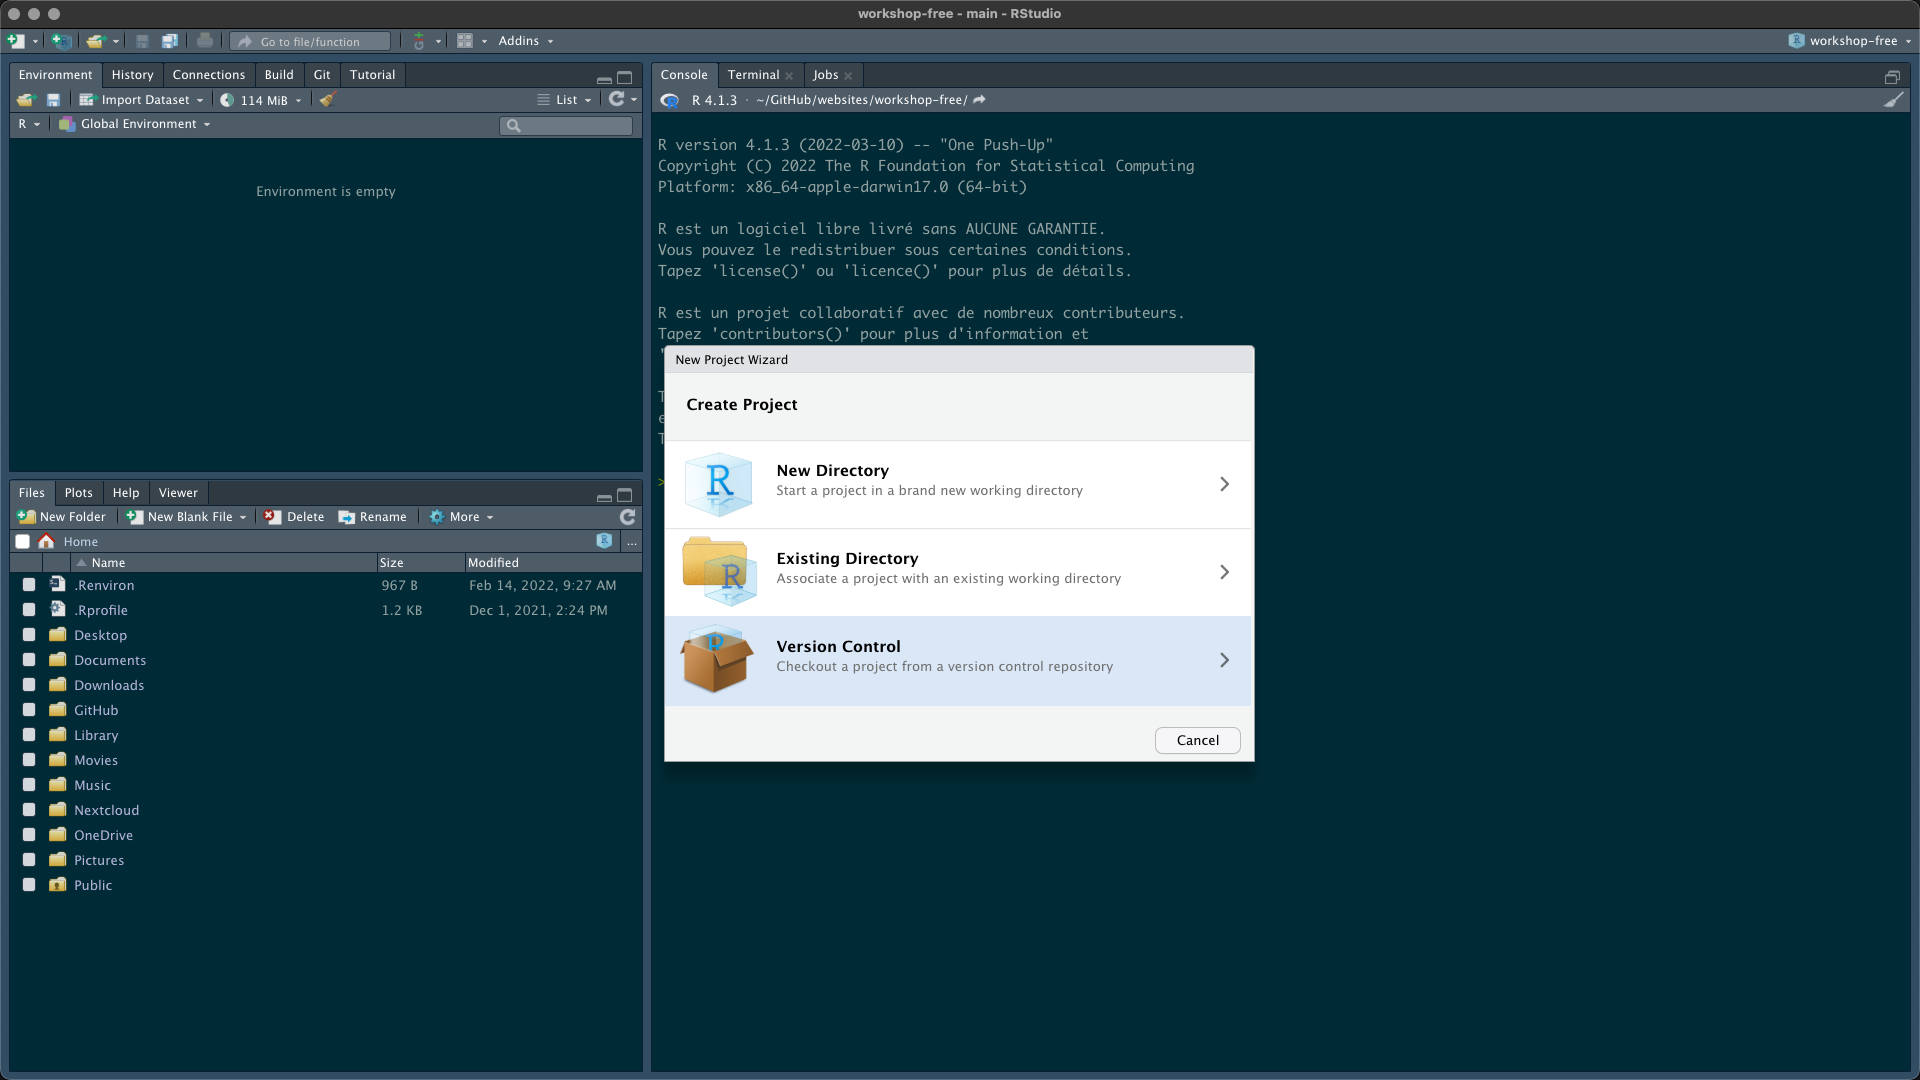 workshop-free - main - RStudio
Go to file/function
Addins
workshop-free
Environment History Connections Build Git Tutorial
Import Dataset 114 MiB List
R Global Environment
Environment is empty
Files Plots Help Viewer
New Folder New Blank File Delete Rename More
Home ...
Name Size Modified
.Renviron 967 B Feb 14, 2022, 9:27 AM
.Rprofile 1.2 KB Dec 1, 2021, 2:24 PM
Desktop
Documents
Downloads
GitHub
Library
Movies
Music
Nextcloud
OneDrive
Pictures
Public
Console Terminal Jobs
R 4.1.3 · ~/GitHub/websites/workshop-free/
R version 4.1.3 (2022-03-10) -- "One Push-Up"
Copyright (C) 2022 The R Foundation for Statistical Computing
Platform: x86_64-apple-darwin17.0 (64-bit)
R est un logiciel libre livré sans AUCUNE GARANTIE.
Vous pouvez le redistribuer sous certaines conditions.
Tapez 'license()' ou 'licence()' pour plus de détails.
R est un projet collaboratif avec de nombreux contributeurs.
Tapez 'contributors()' pour plus d'information et
>
New Project Wizard
Create Project
New Directory
Start a project in a brand new working directory
Existing Directory
Associate a project with an existing working directory
Version Control
Checkout a project from a version control repository
Cancel